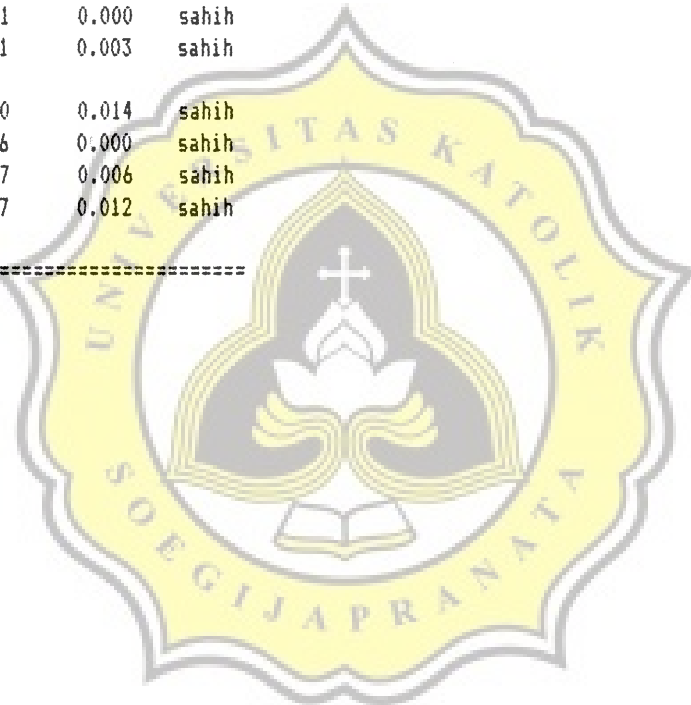 1 0.000 sahih
1 0.003 sahih
0 0.014 sahih
6 0.000 sahih
7 0.006 sahih
7 0.012 sahih
=========================
UNIVERSITAS KATOLIK
SOEGIJAPRANATA